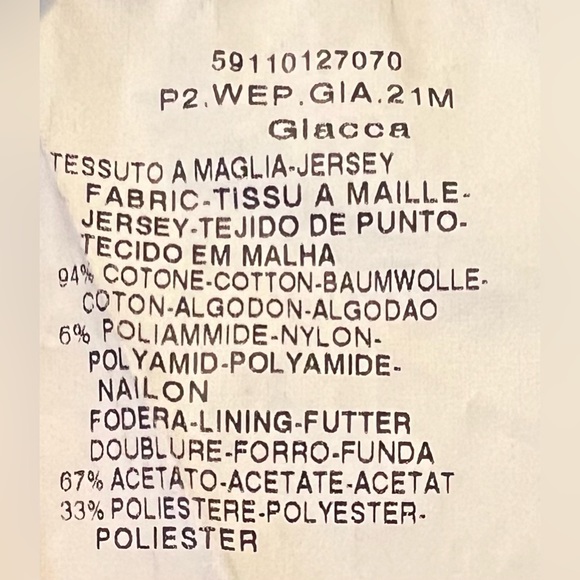 59110127070
P2.WEP.GIA.21M
Giacca
TESSUTO A MAGLIA-JERSEY
FABRIC-TISSU A MAILLE-
JERSEY-TEJIDO DE PUNTO-
TECIDO EM MALHA
94% COTONE-COTTON-BAUMWOLLE-
COTON-ALGODON-ALGODAO
6% POLIAMMIDE-NYLON-
POLYAMID-POLYAMIDE-
NAILON
FODERA-LINING-FUTTER
DOUBLURE-FORRO-FUNDA
67% ACETATO-ACETATE-ACETAT
33% POLIESTERE-POLYESTER-
POLIESTER